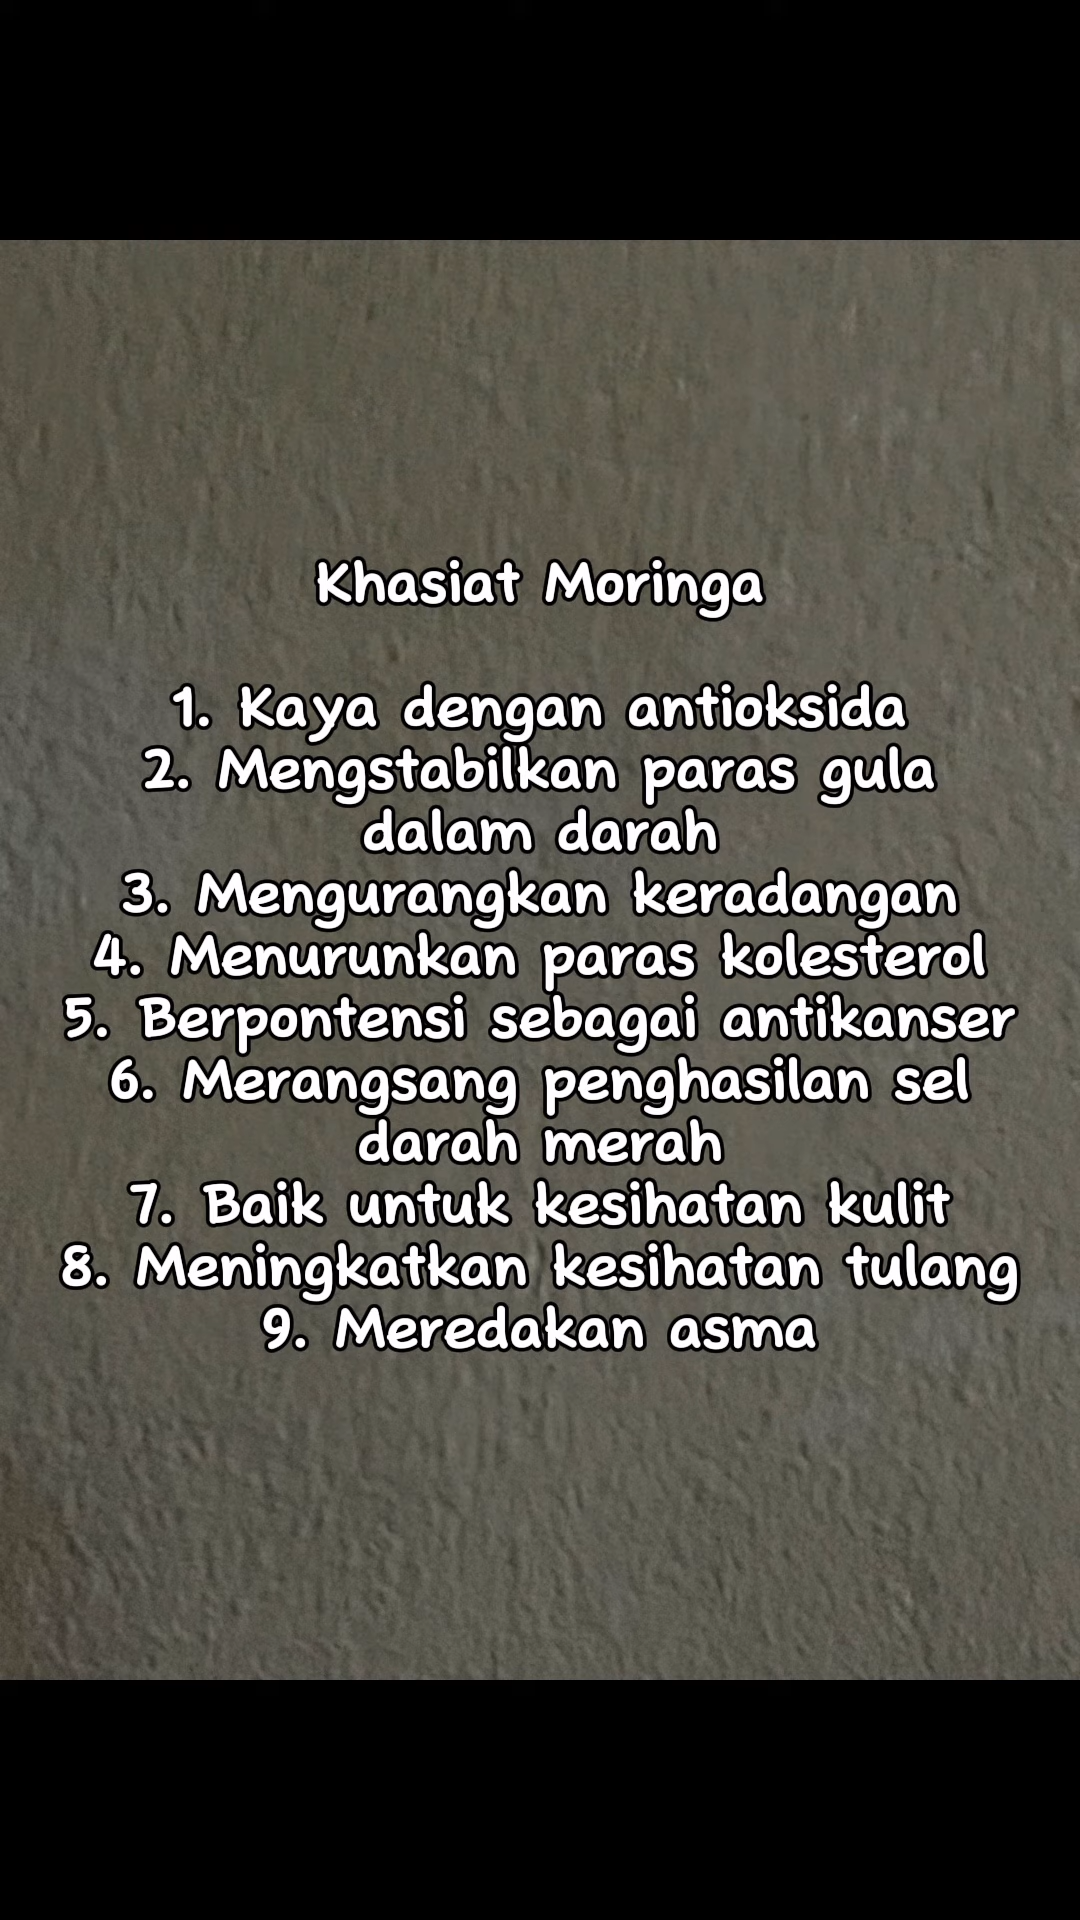 Khasiat Moringa
1. Kaya dengan antioksida
2. Mengstabilkan paras gula
dalam darah
3. Mengurangkan keradangan
4. Menurunkan paras kolesterol
5. Berpontensi sebagai antikanser
6. Merangsang penghasilan sel
darah merah
7. Baik untuk kesihatan kulit
8. Meningkatkan kesihatan tulang
9. Meredakan asma